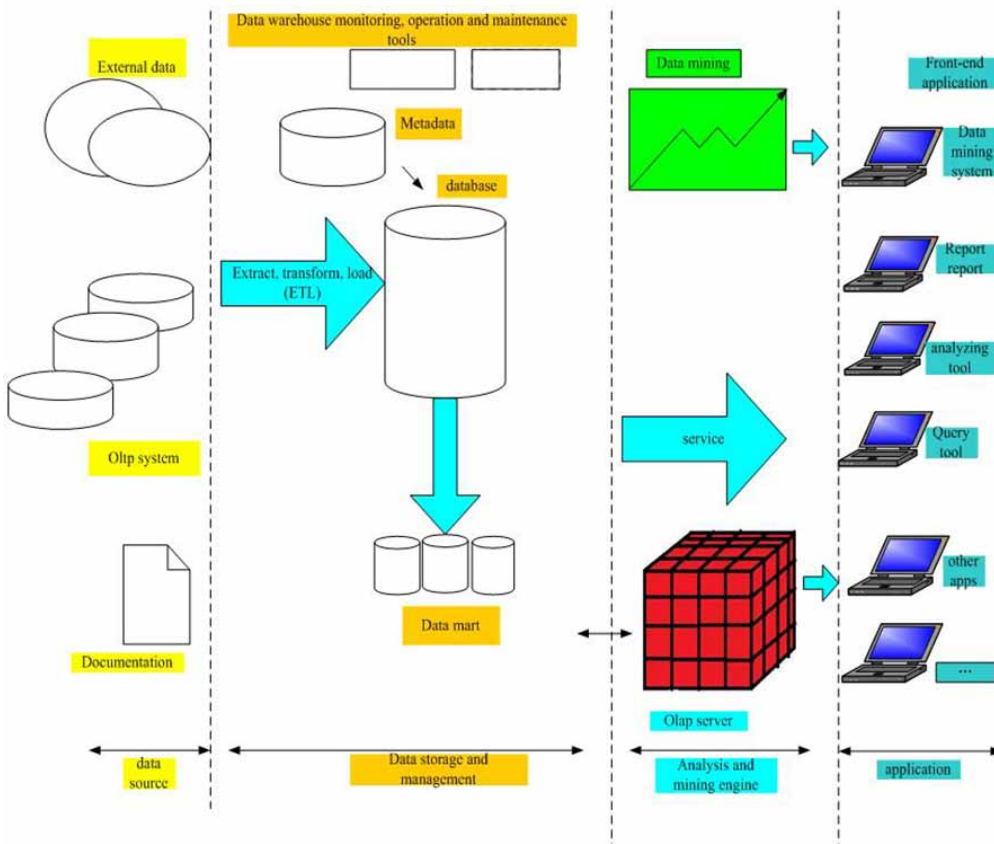 External data
Oltp system
Documentation
data
source
Data warehouse monitoring, operation and maintenance
tools
Metadata
database
Extract, transform, load
(ETL)
Data mart
Data storage and
management
Data mining
service
Olap server
Analysis and
mining engine
Front-end
application
Data
mining
system
Report
report
analyzing
tool
Query
tool
other
apps
...
application